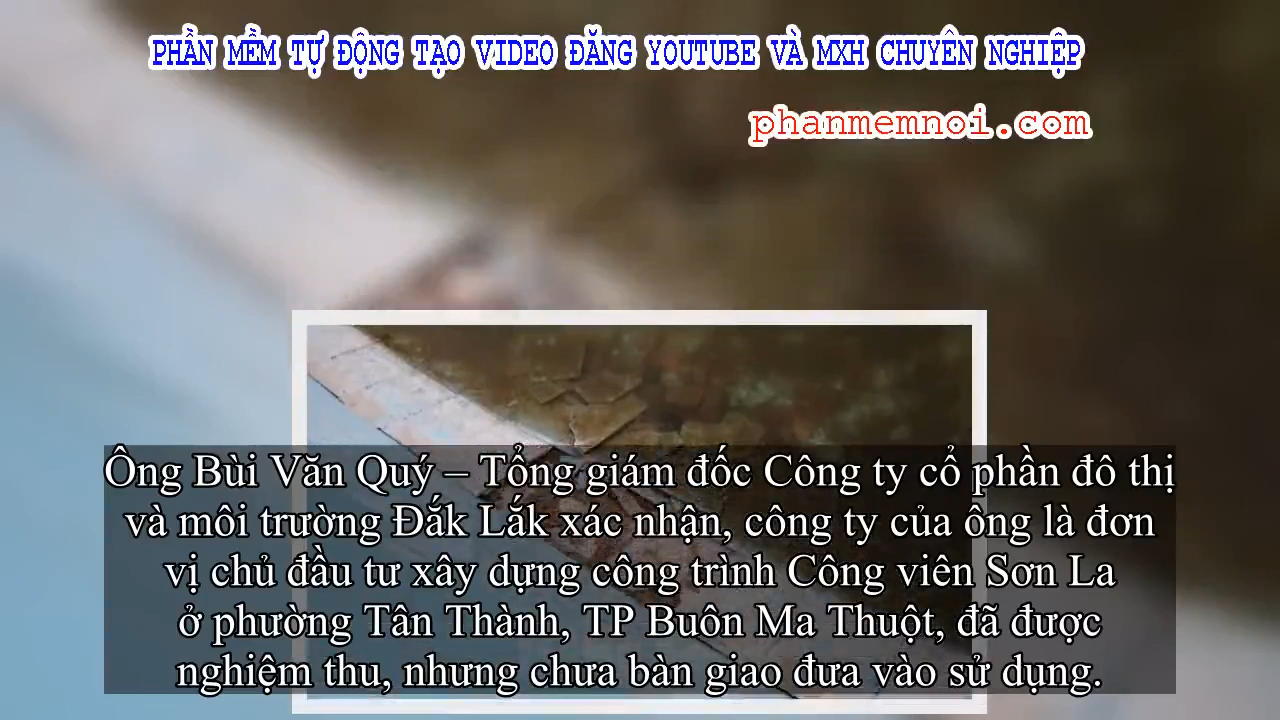 PHẦN MỀM TỰ ĐỘNG TẠO VIDEO ĐĂNG YOUTUBE VÀ MXH CHUYÊN NGHIỆP
phanmemnoi.com
Ông Bùi Văn Quý – Tổng giám đốc Công ty cổ phần đô thị
và môi trường Đắk Lắk xác nhận, công ty của ông là đơn
vị chủ đầu tư xây dựng công trình Công viên Sơn La
ở phường Tân Thành, TP Buôn Ma Thuột, đã được
nghiệm thu, nhưng chưa bàn giao đưa vào sử dụng.